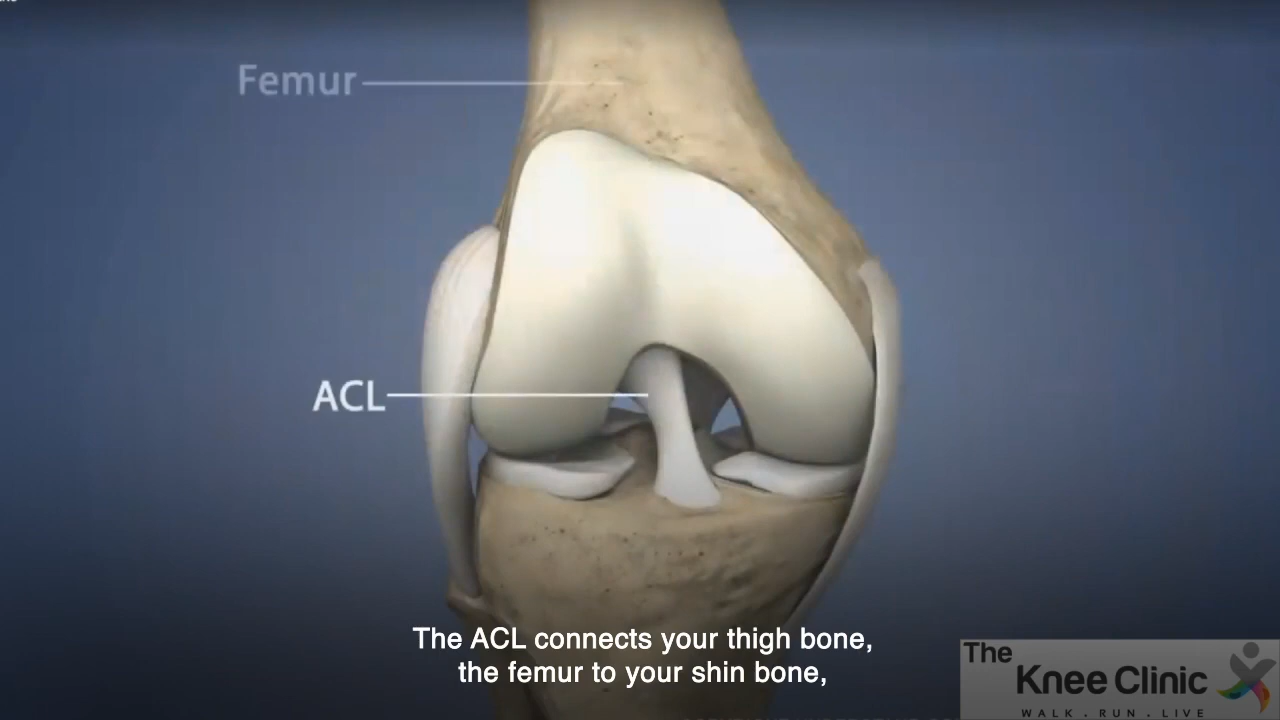 Femur
ACL
The ACL connects your thigh bone,
the femur to your shin bone,
The
Knee Clinic
WALK . RUN . LIVE